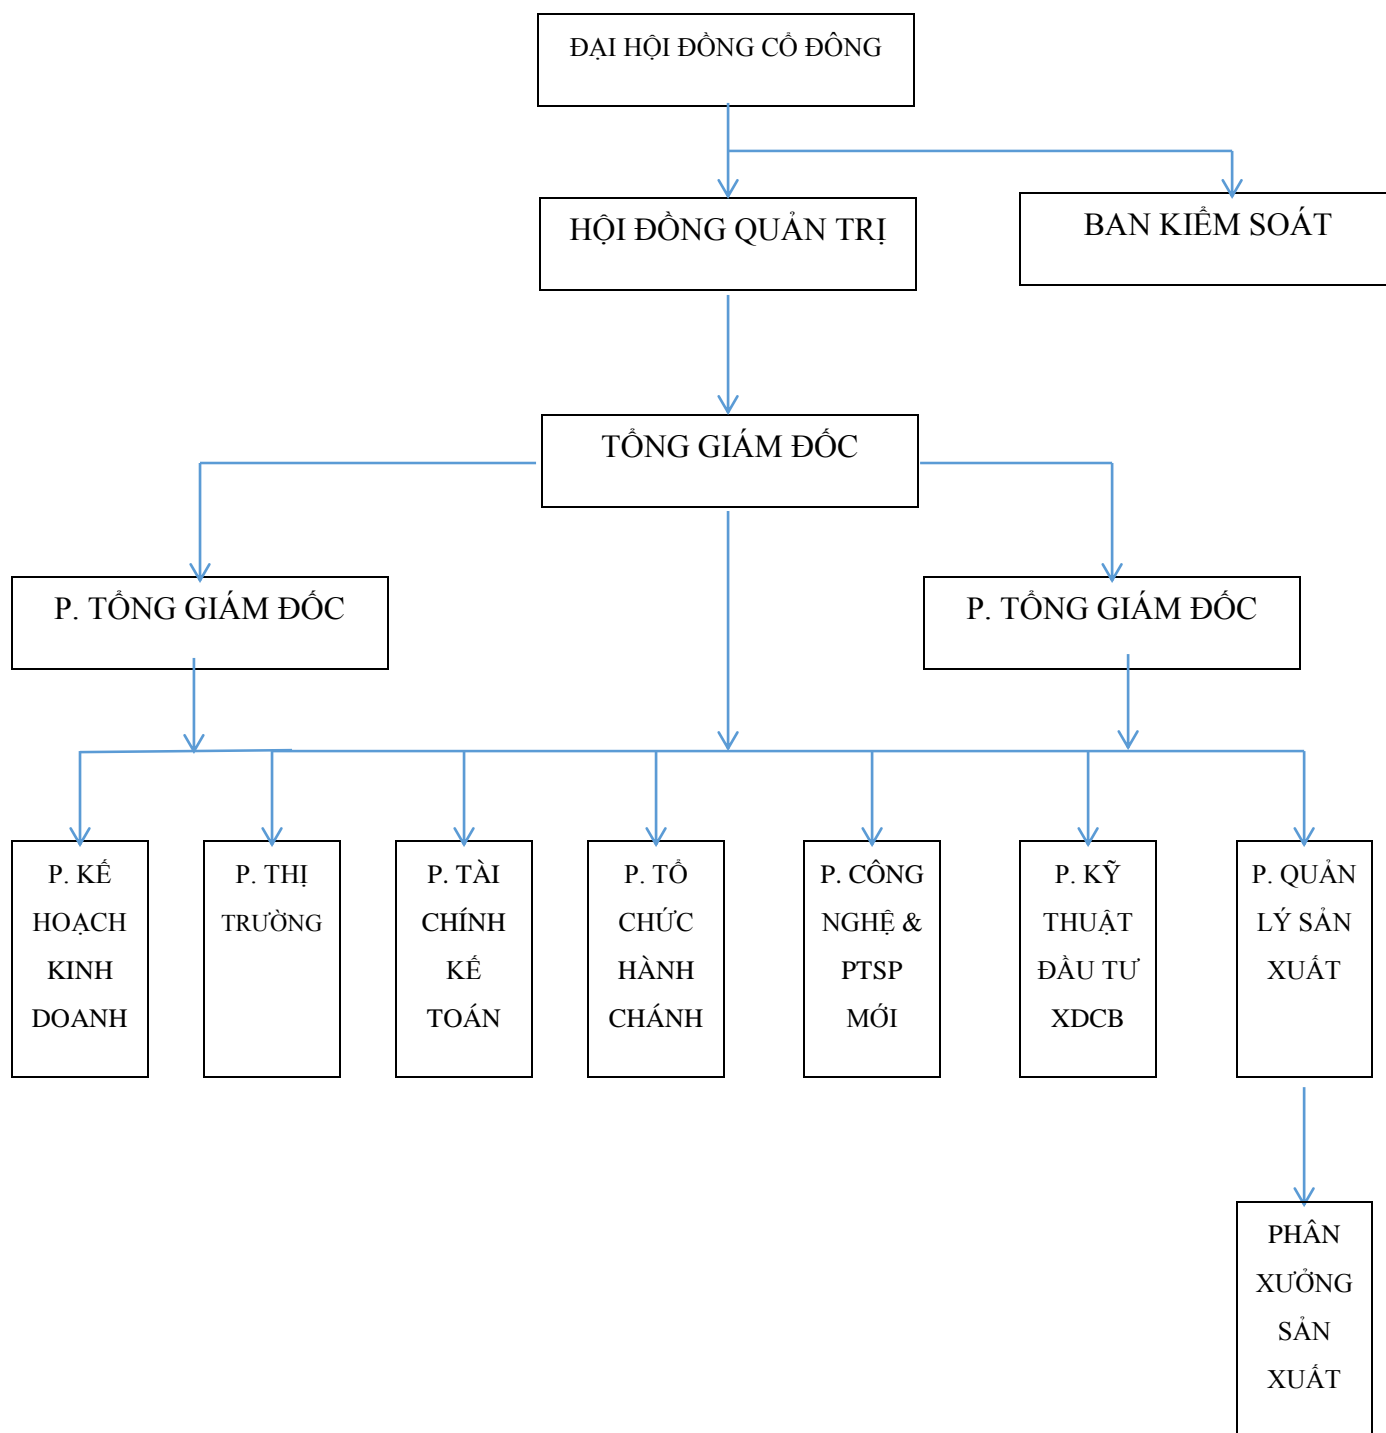 ĐẠI HỘI ĐỒNG CỔ ĐÔNG
HỘI ĐỒNG QUẢN TRỊ
BAN KIỂM SOÁT
TỔNG GIÁM ĐỐC
P. TỔNG GIÁM ĐỐC
P. TỔNG GIÁM ĐỐC
P. KẾ
HOẠCH
KINH
DOANH
P. THỊ
TRƯỜNG
P. TÀI
CHÍNH
KẾ
TOÁN
P. TỔ
CHỨC
HÀNH
CHÁNH
P. CÔNG
NGHỆ &
PTSP
MỚI
P. KỸ
THUẬT
ĐẦU TƯ
XDCB
P. QUẢN
LÝ SẢN
XUẤT
PHÂN
XƯỞNG
SẢN
XUẤT